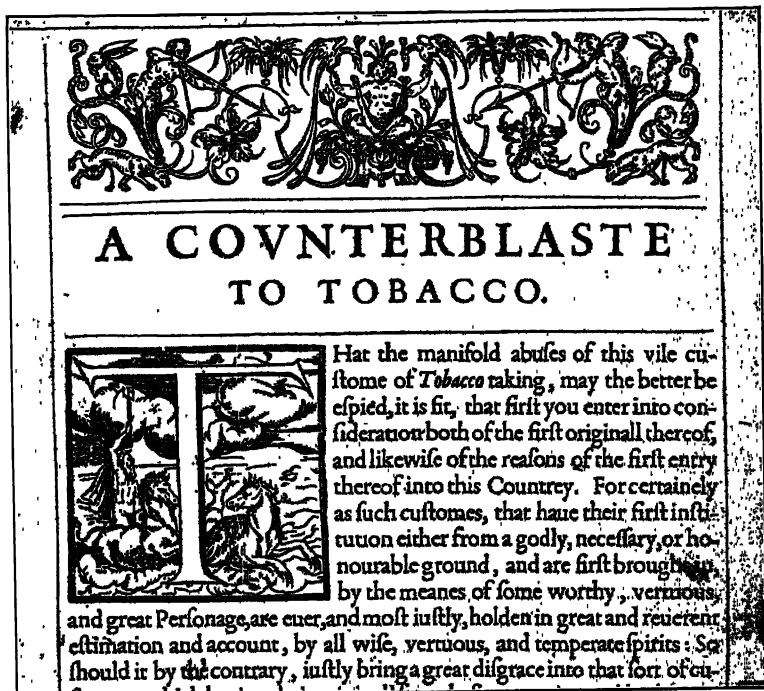 A COVNTERBLASTE
TO TOBACCO.
THat the manifold abuſes of this vile cu-
ſtome of Tobacco taking, may the better be
eſpied, it is fit, that firſt you enter into con-
ſideration both of the firſt originall thereof,
and likewiſe of the reaſons of the firſt entry
thereof into this Countrey. For certainely
as ſuch cuſtomes, that haue their firſt inſti-
tution either from a godly, neceſſary, or ho-
nourable ground, and are firſt brought in,
by the meanes of ſome worthy, vertuous,
and great Perſonage, are euer, and moſt iuſtly, holden in great and reuerent
eſtimation and account, by all wiſe, vertuous, and temperate ſpirits: So
ſhould it by the contrary, iuſtly bring a great diſgrace into that ſort of cu-